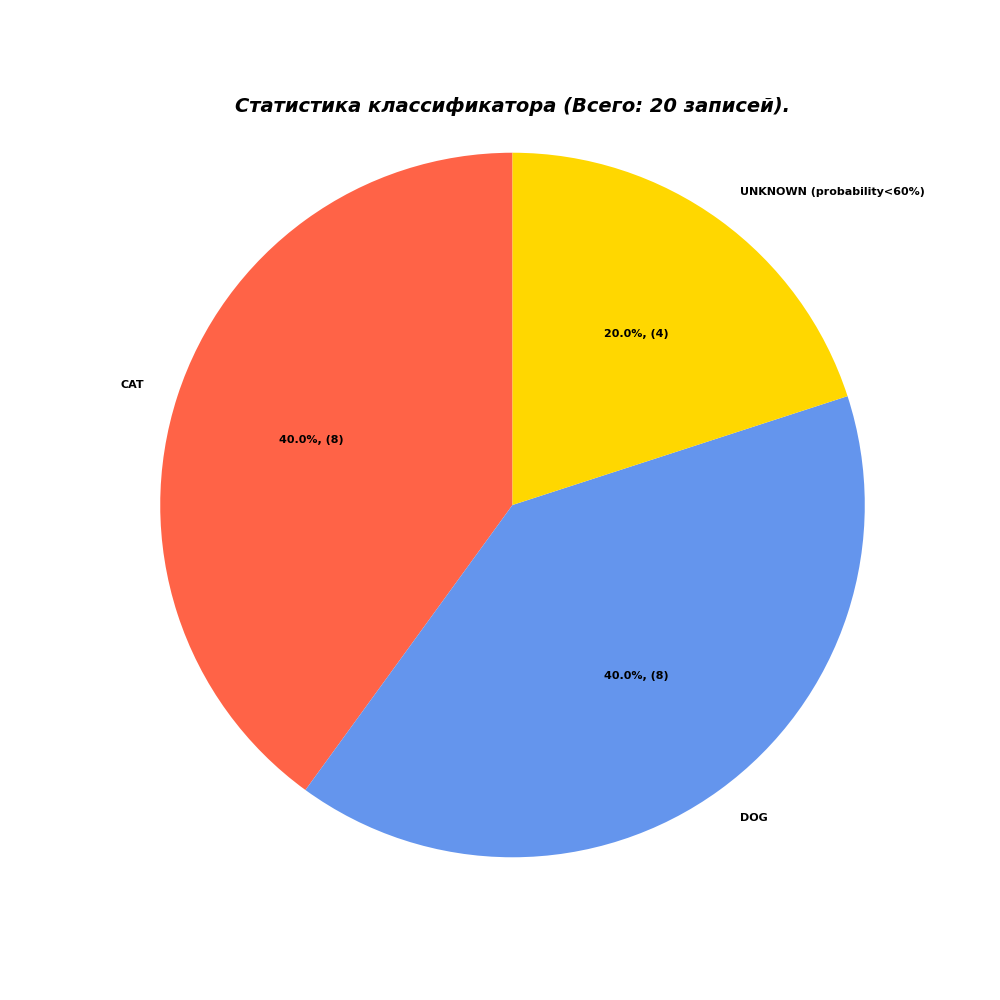 Статистика классификатора (Всего: 20 записей).
UNKNOWN (probability<60%)
20.0%, (4)
CAT
40.0%, (8)
40.0%, (8)
DOG